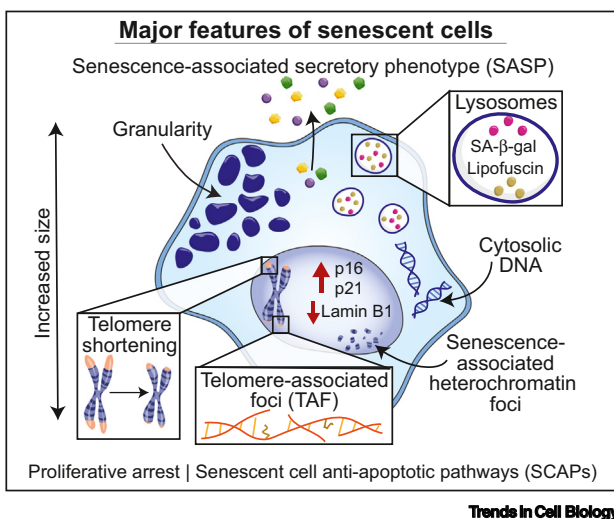 Major features of senescent cells
Senescence-associated secretory phenotype (SASP)
Granularity
Lysosomes
SA-β-gal
Lipofuscin
Increased size
Cytosolic
DNA
p16
p21
Lamin B1
Telomere
shortening
Telomere-associated
foci (TAF)
Senescence-
associated
heterochromatin
foci
Proliferative arrest | Senescent cell anti-apoptotic pathways (SCAPs)
Trends in Cell Biology